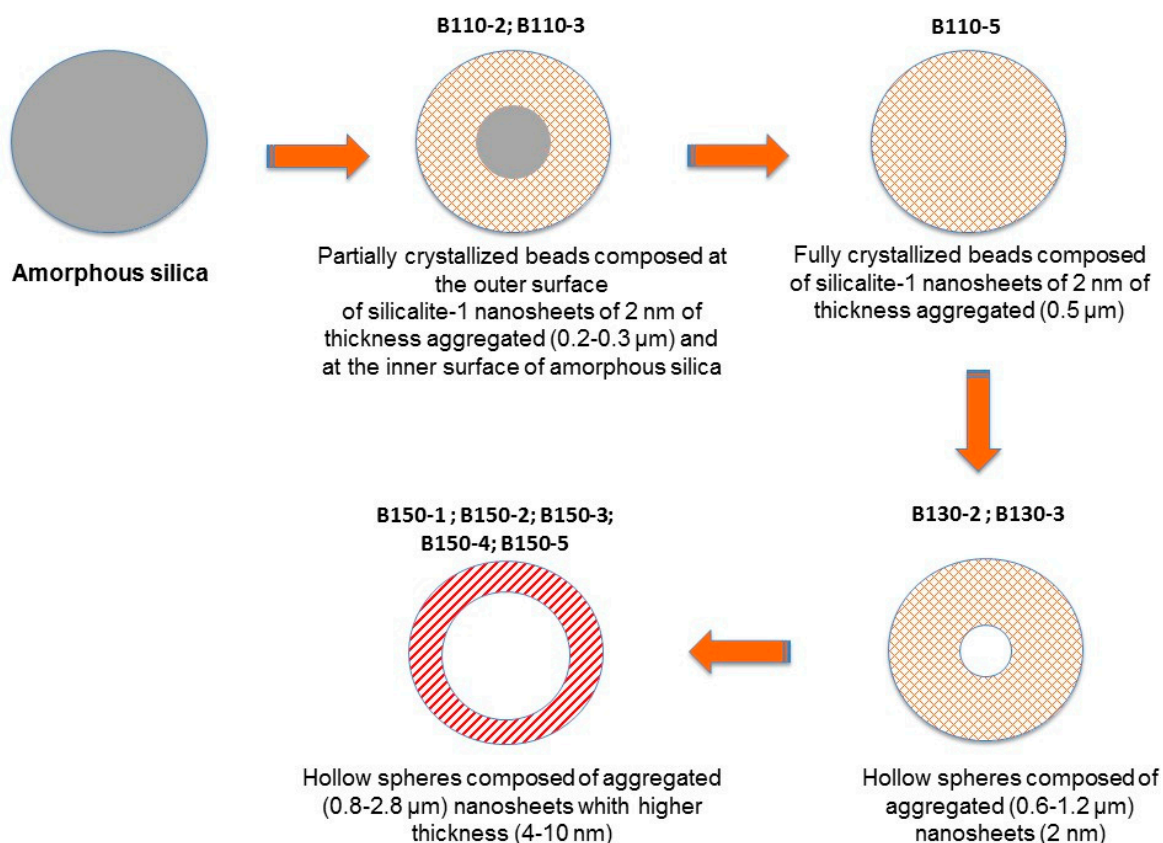 B110-2; B110-3
B110-5
Amorphous silica
Partially crystallized beads composed at
the outer surface
of silicalite-1 nanosheets of 2 nm of
thickness aggregated (0.2-0.3 µm) and
at the inner surface of amorphous silica
Fully crystallized beads composed
of silicalite-1 nanosheets of 2 nm of
thickness aggregated (0.5 µm)
B150-1 ; B150-2; B150-3;
B150-4; B150-5
B130-2 ; B130-3
Hollow spheres composed of aggregated
(0.8-2.8 µm) nanosheets whith higher
thickness (4-10 nm)
Hollow spheres composed of
aggregated (0.6-1.2 µm)
nanosheets (2 nm)